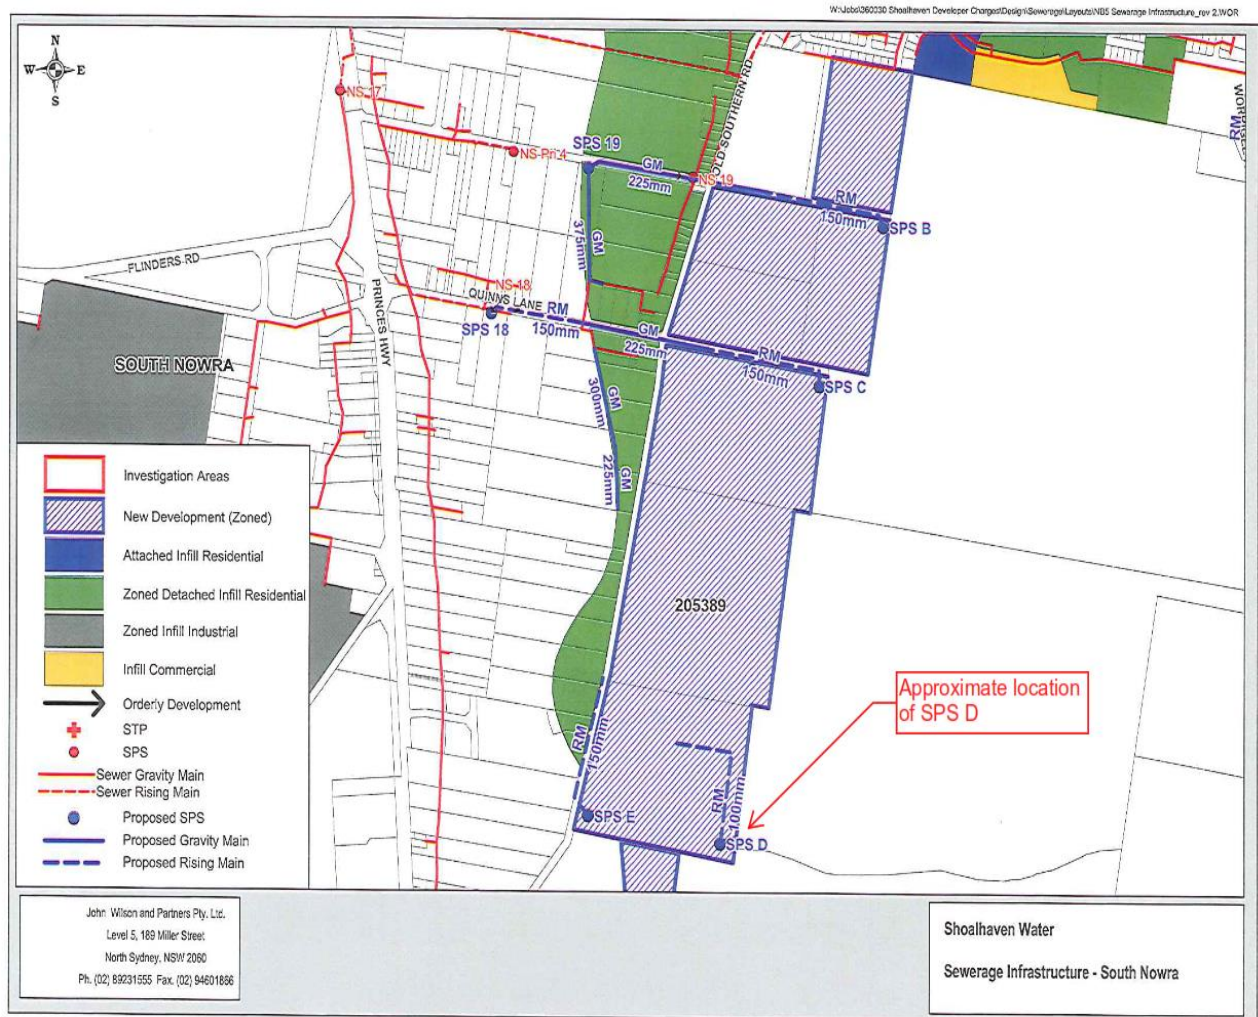 W:\Jobs\360030 Shoalhaven Developer Charges\Design\Sewerage\Layouts\NB5 Sewerage Infrastructure_rev 2.WOR
N
W E
S
NS-17
SPS 19
NS-Pri 4
GM
225mm
NS-19
OLD SOUTHERN RD
RM
RM
150mm
SPS B
375mm
GM
FLINDERS RD
PRINCES HWY
NS-18
QUINNS LANE
RM
SPS 18
150mm
GM
225mm
RM
150mm
SPS C
SOUTH NOWRA
GM
300mm
225mm
GM
205389
Investigation Areas
New Development (Zoned)
Attached Infill Residential
Zoned Detached Infill Residential
Zoned Infill Industrial
Infill Commercial
Orderly Development
STP
SPS
Sewer Gravity Main
Sewer Rising Main
Proposed SPS
Proposed Gravity Main
Proposed Rising Main
Approximate location
of SPS D
RM
150mm
SPS E
RM
100mm
SPS D
John Wilson and Partners Pty. Ltd.
Level 5, 189 Miller Street
North Sydney, NSW 2060
Ph. (02) 89231555 Fax. (02) 94601866
Shoalhaven Water
Sewerage Infrastructure - South Nowra